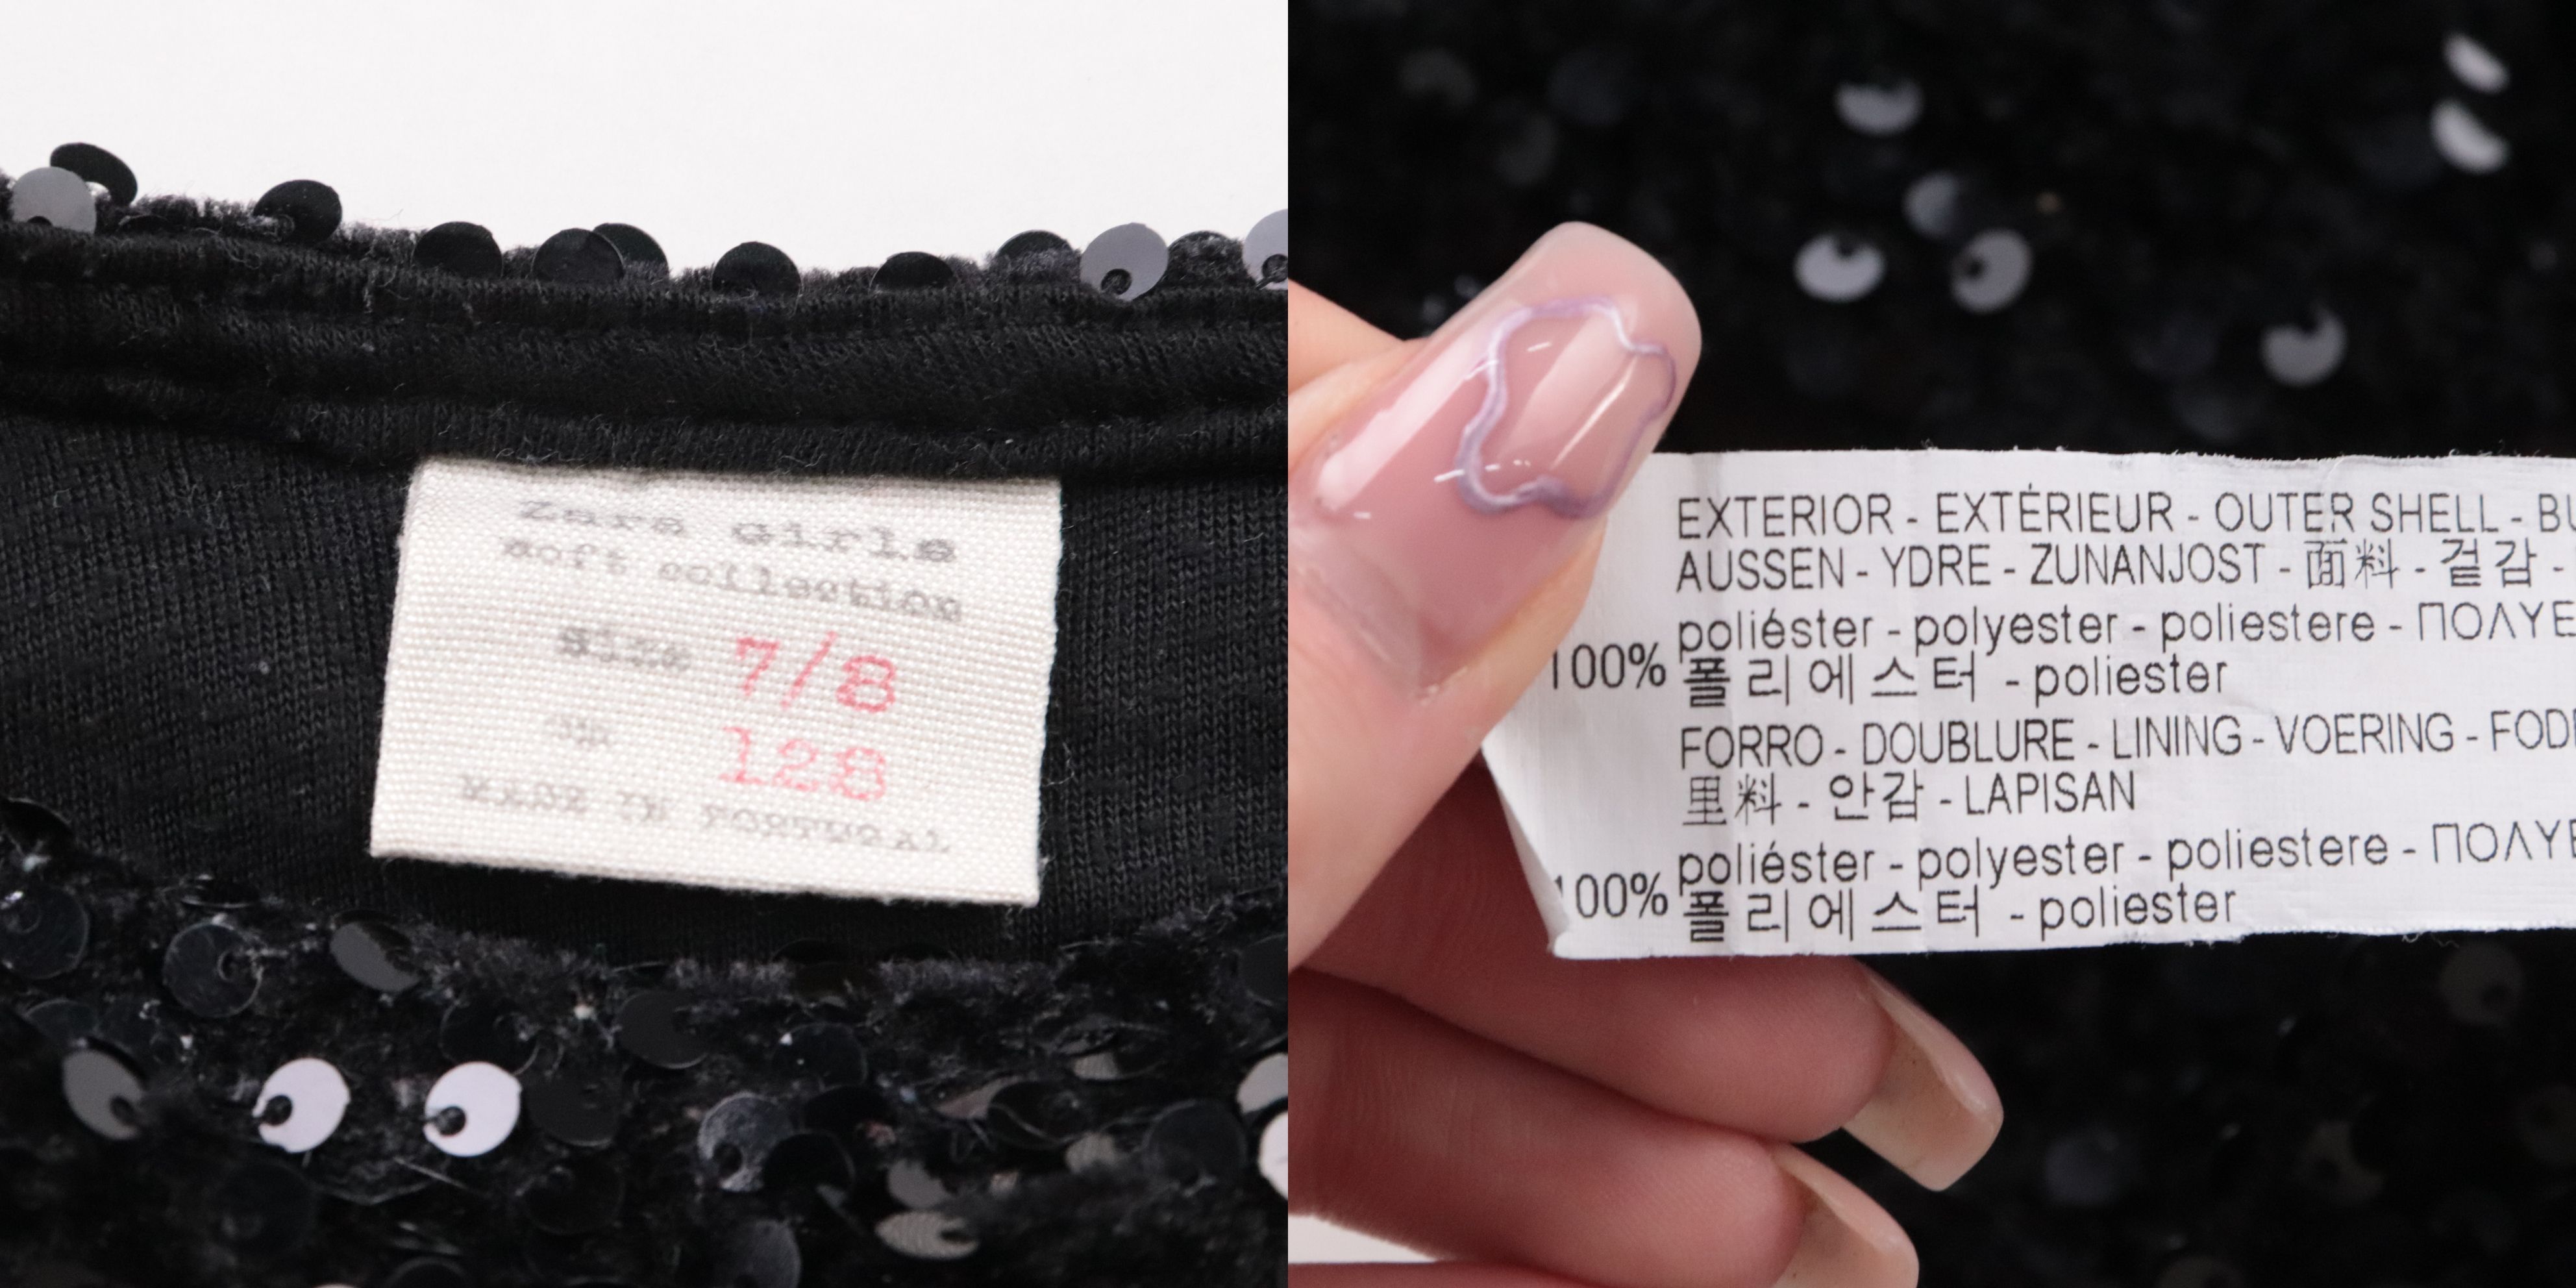 Zara Girls
soft collection
Size 7/8
cm 128
MADE IN PORTUGAL
EXTERIOR - EXTÉRIEUR - OUTER SHELL - BU
AUSSEN - YDRE - ZUNANJOST - 面料 - 겉감 -
100% poliéster - polyester - poliestere - ΠΟΛΥΕ
폴리에스터 - poliester
FORRO - DOUBLURE - LINING - VOERING - FOD
里料 - 안감 - LAPISAN
100% poliéster - polyester - poliestere - ΠΟΛΥΕ
폴리에스터 - poliester